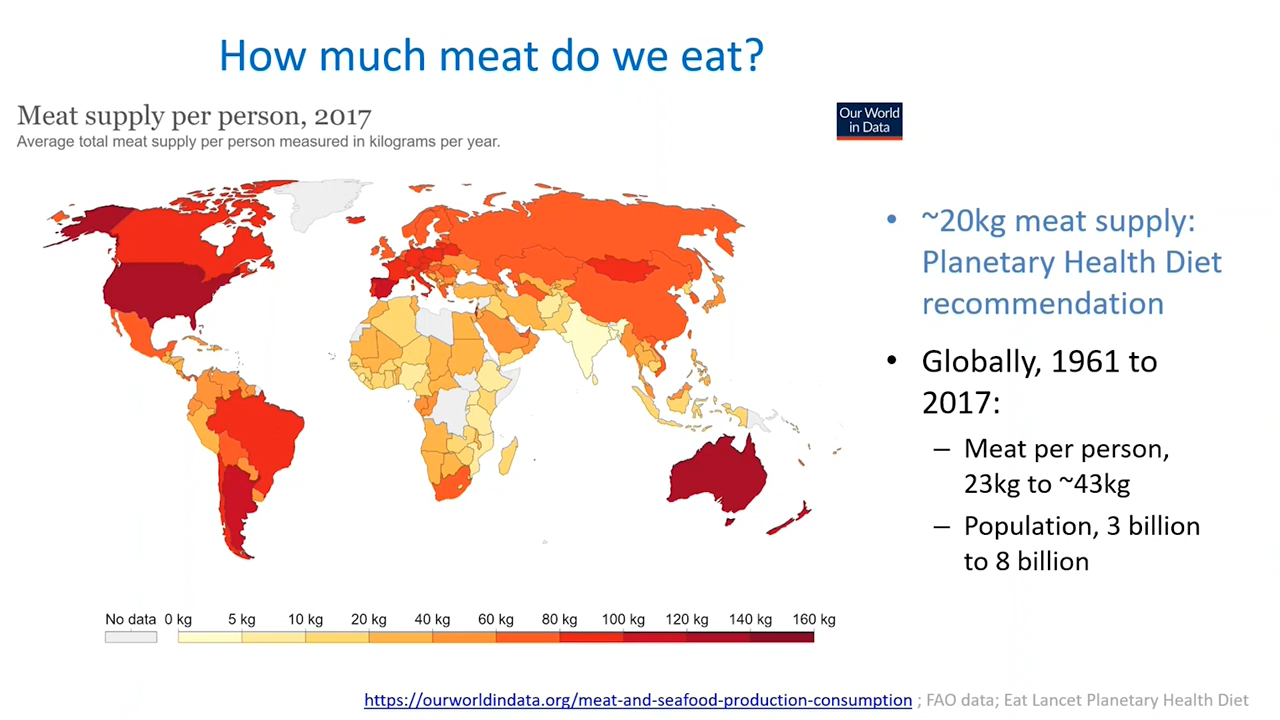 How much meat do we eat?
Meat supply per person, 2017
Average total meat supply per person measured in kilograms per year.
Our World
in Data
• ~20kg meat supply:
Planetary Health Diet
recommendation
• Globally, 1961 to
2017:
– Meat per person,
23kg to ~43kg
– Population, 3 billion
to 8 billion
No data 0 kg 5 kg 10 kg 20 kg 40 kg 60 kg 80 kg 100 kg 120 kg 140 kg 160 kg
https://ourworldindata.org/meat-and-seafood-production-consumption ; FAO data; Eat Lancet Planetary Health Diet